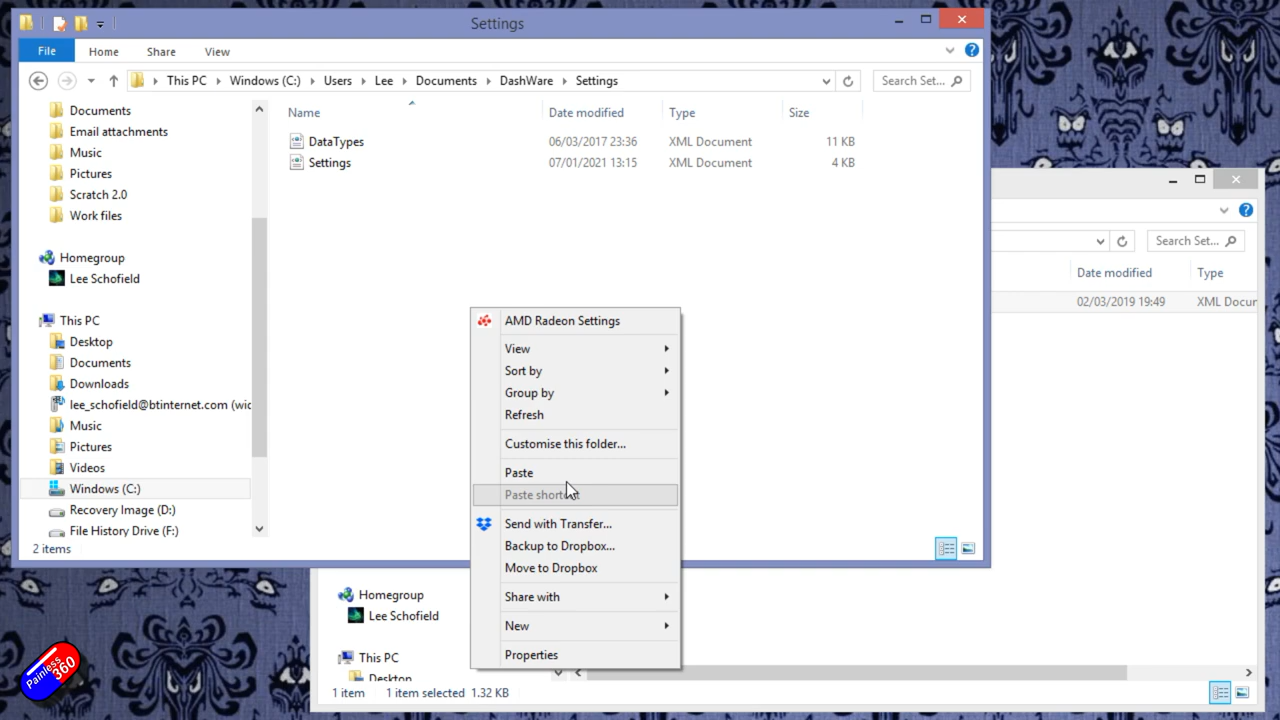 Settings
File Home Share View
This PC Windows (C:) Users Lee Documents DashWare Settings Search Set...
Name Date modified Type Size
DataTypes 06/03/2017 23:36 XML Document 11 KB
Settings 07/01/2021 13:15 XML Document 4 KB
Documents
Email attachments
Music
Pictures
Scratch 2.0
Work files
Homegroup
Lee Schofield
This PC
Desktop
Documents
Downloads
lee_schofield@btinternet.com (wic
Music
Pictures
Videos
Windows (C:)
Recovery Image (D:)
File History Drive (F:)
2 items
AMD Radeon Settings
View
Sort by
Group by
Refresh
Customise this folder...
Paste
Paste shortcut
Send with Transfer...
Backup to Dropbox...
Move to Dropbox
Share with
New
Properties
Search Set...
Date modified Type
02/03/2019 19:49 XML Docur
Homegroup
Lee Schofield
This PC
Desktop
1 item 1 item selected 1.32 KB
Painless
360